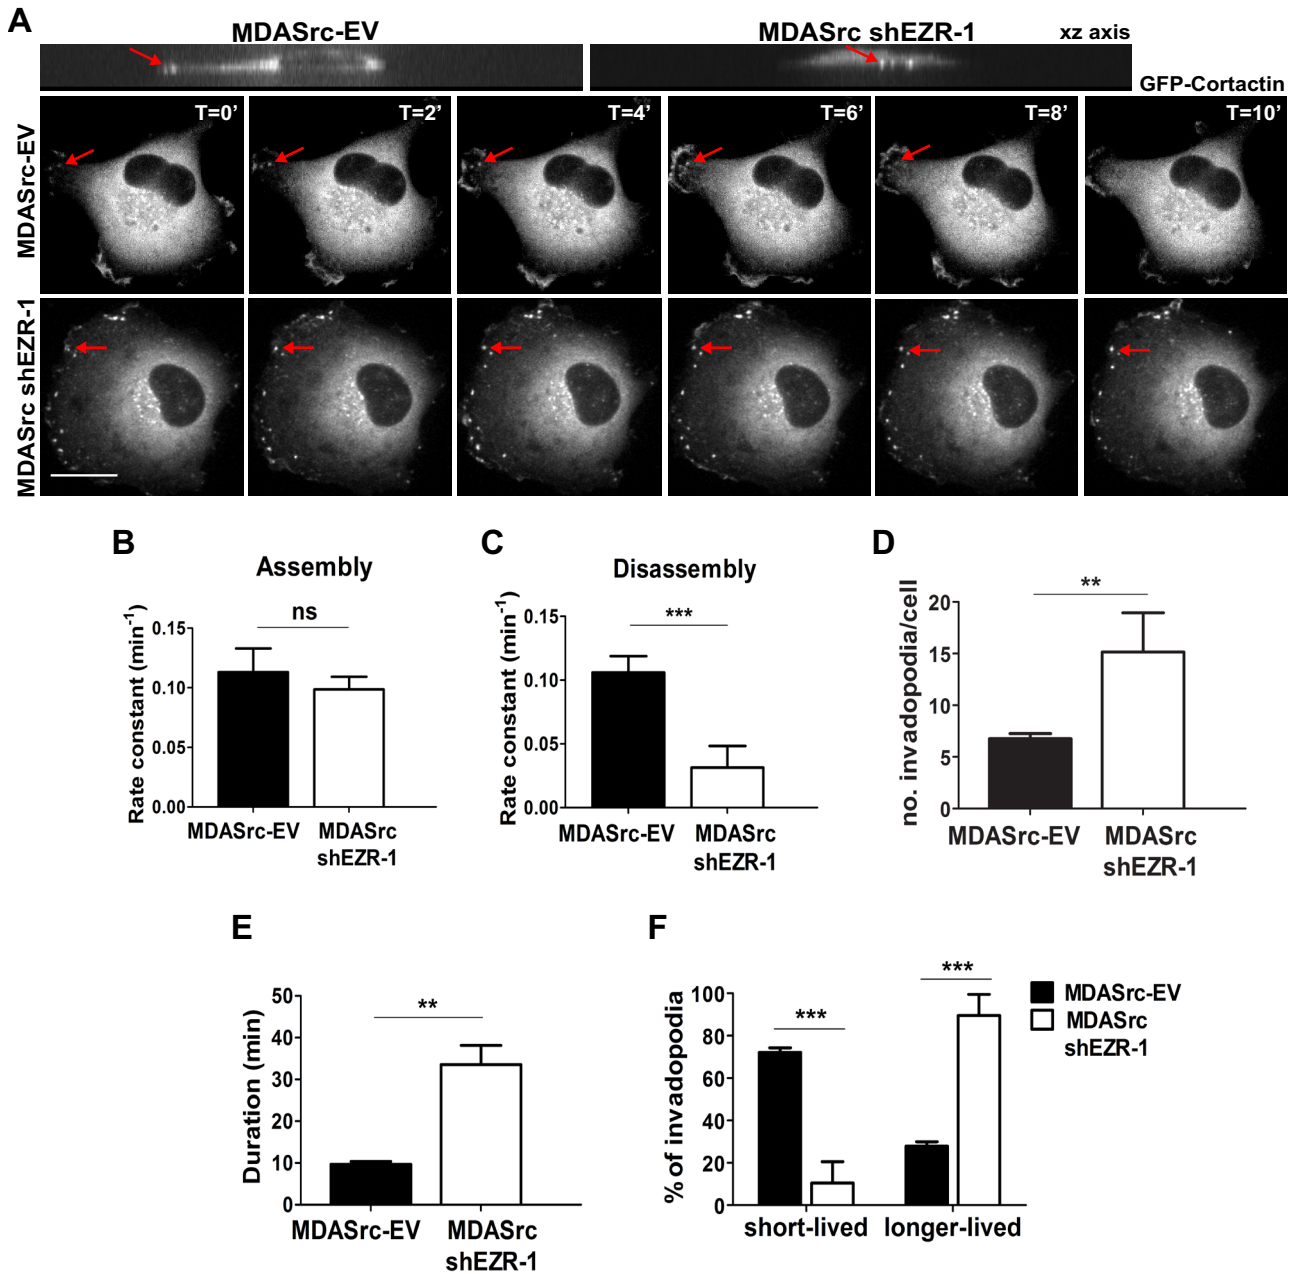 A
MDASrc-EV
MDASrc shEZR-1
xz axis
GFP-Cortactin
MDASrc-EV
T=0’
T=2’
T=4’
T=6’
T=8’
T=10’
MDASrc shEZR-1
B
Assembly
ns
Rate constant (min-1)
0.15
0.10
0.05
0.00
MDASrc-EV
MDASrc
shEZR-1
C
Disassembly
***
Rate constant (min-1)
0.15
0.10
0.05
0.00
MDASrc-EV
MDASrc
shEZR-1
D
**
no. invadopodia/cell
20
15
10
5
0
MDASrc-EV
MDASrc
shEZR-1
E
**
Duration (min)
50
40
30
20
10
0
MDASrc-EV
MDASrc
shEZR-1
F
***
***
% of invadopodia
100
80
60
40
20
0
short-lived
longer-lived
MDASrc-EV
MDASrc
shEZR-1